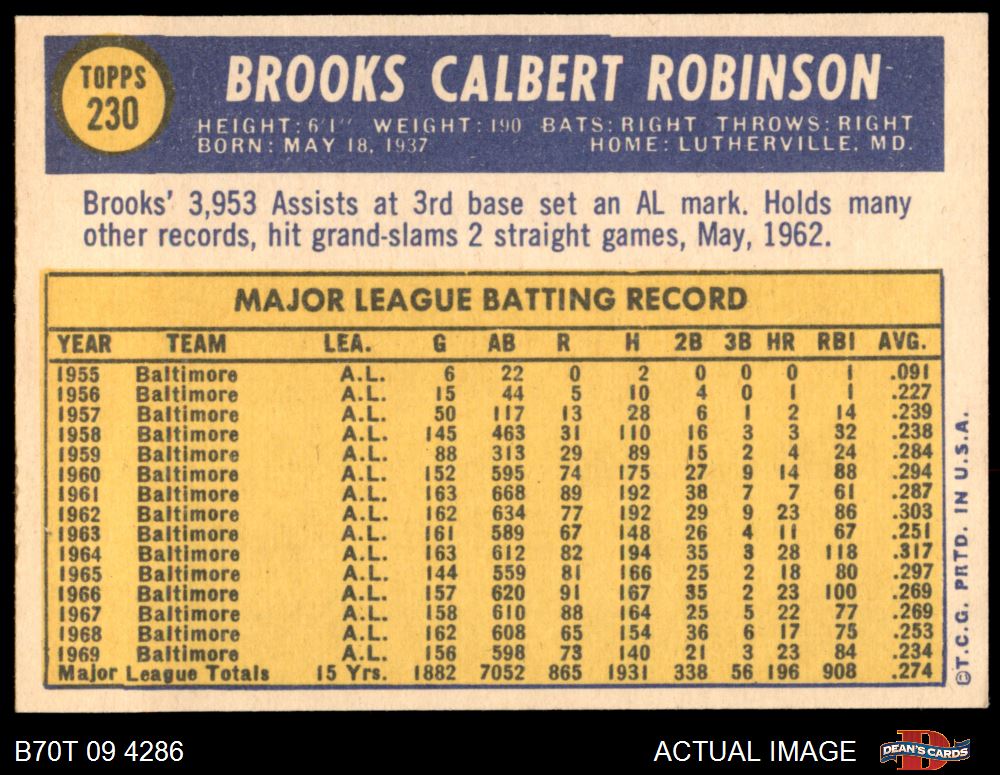 TOPPS
230
BROOKS CALBERT ROBINSON
HEIGHT: 6'1" WEIGHT: 190 BATS: RIGHT THROWS: RIGHT
BORN: MAY 18, 1937 HOME: LUTHERVILLE, MD.
Brooks' 3,953 Assists at 3rd base set an AL mark. Holds many
other records, hit grand-slams 2 straight games, May, 1962.
MAJOR LEAGUE BATTING RECORD
YEAR TEAM LEA. G AB R H 2B 3B HR RBI AVG.
1955 Baltimore A.L. 6 22 0 2 0 0 0 1 .091
1956 Baltimore A.L. 15 44 5 10 4 0 1 1 .227
1957 Baltimore A.L. 50 117 13 28 6 1 2 14 .239
1958 Baltimore A.L. 145 463 31 110 16 3 3 32 .238
1959 Baltimore A.L. 88 313 29 89 15 2 4 24 .284
1960 Baltimore A.L. 152 595 74 175 27 9 14 88 .294
1961 Baltimore A.L. 163 668 89 192 38 7 7 61 .287
1962 Baltimore A.L. 162 634 77 192 29 9 23 86 .303
1963 Baltimore A.L. 161 589 67 148 26 4 11 67 .251
1964 Baltimore A.L. 163 612 82 194 35 3 28 118 .317
1965 Baltimore A.L. 144 559 81 166 25 2 18 80 .297
1966 Baltimore A.L. 157 620 91 167 35 2 23 100 .269
1967 Baltimore A.L. 158 610 88 164 25 5 22 77 .269
1968 Baltimore A.L. 162 608 65 154 36 6 17 75 .253
1969 Baltimore A.L. 156 598 73 140 21 3 23 84 .234
Major League Totals 15 Yrs. 1882 7052 865 1931 338 56 196 908 .274
©T.C.G. PRTD. IN U.S.A.
B70T 09 4286 ACTUAL IMAGE DEAN'S CARDS